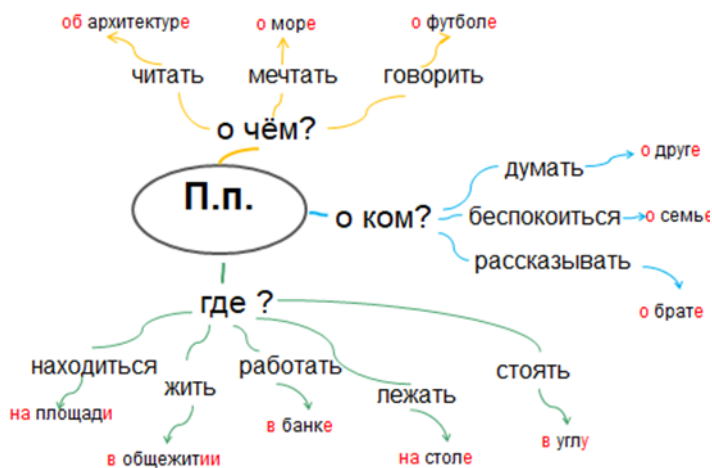 об архитектуре
о море
о футболе
читать
мечтать
говорить
о чём?
П.п.
о ком?
думать
о друге
беспокоиться
о семье
рассказывать
о брате
где ?
находиться
на площади
жить
в общежитии
работать
в банке
лежать
на столе
стоять
в углу